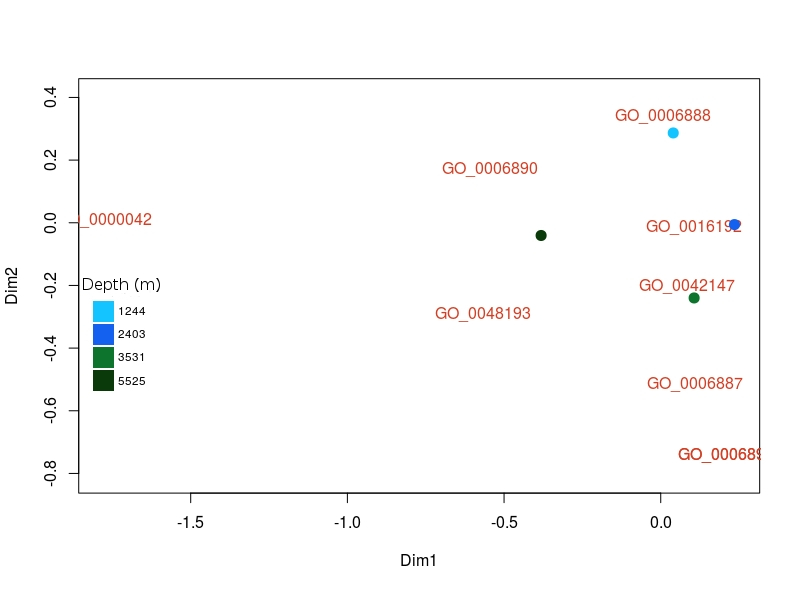 0.4
GO_0006888
0.2
GO_0006890
0.0
_0000042
GO_0016192
-0.2
Depth (m)
GO_0042147
1244
GO_0048193
2403
-0.4
3531
5525
GO_0006887
-0.6
GO_000689
-0.8
Dim2
-1.5 -1.0 -0.5 0.0
Dim1